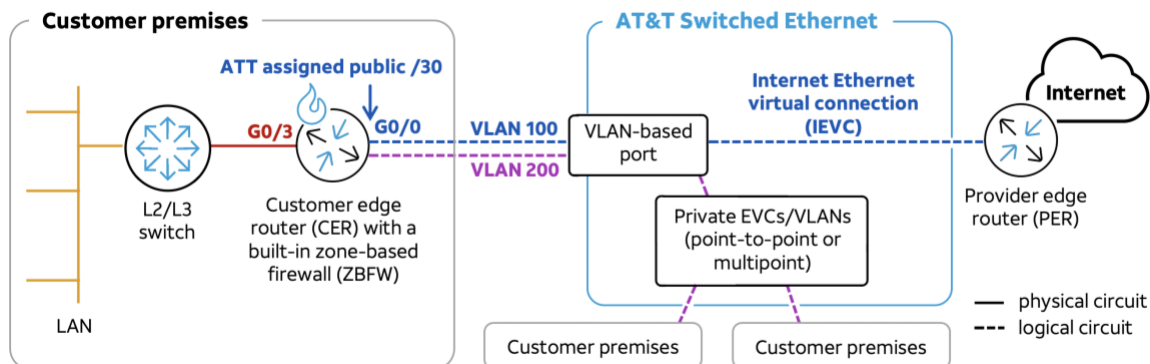 Customer premises
AT&T Switched Ethernet
ATT assigned public /30
Internet Ethernet
virtual connection
(IEVC)
Internet
G0/3
G0/0
VLAN 100
VLAN 200
VLAN-based
port
L2/L3
switch
Customer edge
router (CER) with a
built-in zone-based
firewall (ZBFW)
Private EVCs/VLANs
(point-to-point or
multipoint)
Provider edge
router (PER)
LAN
physical circuit
logical circuit
Customer premises
Customer premises